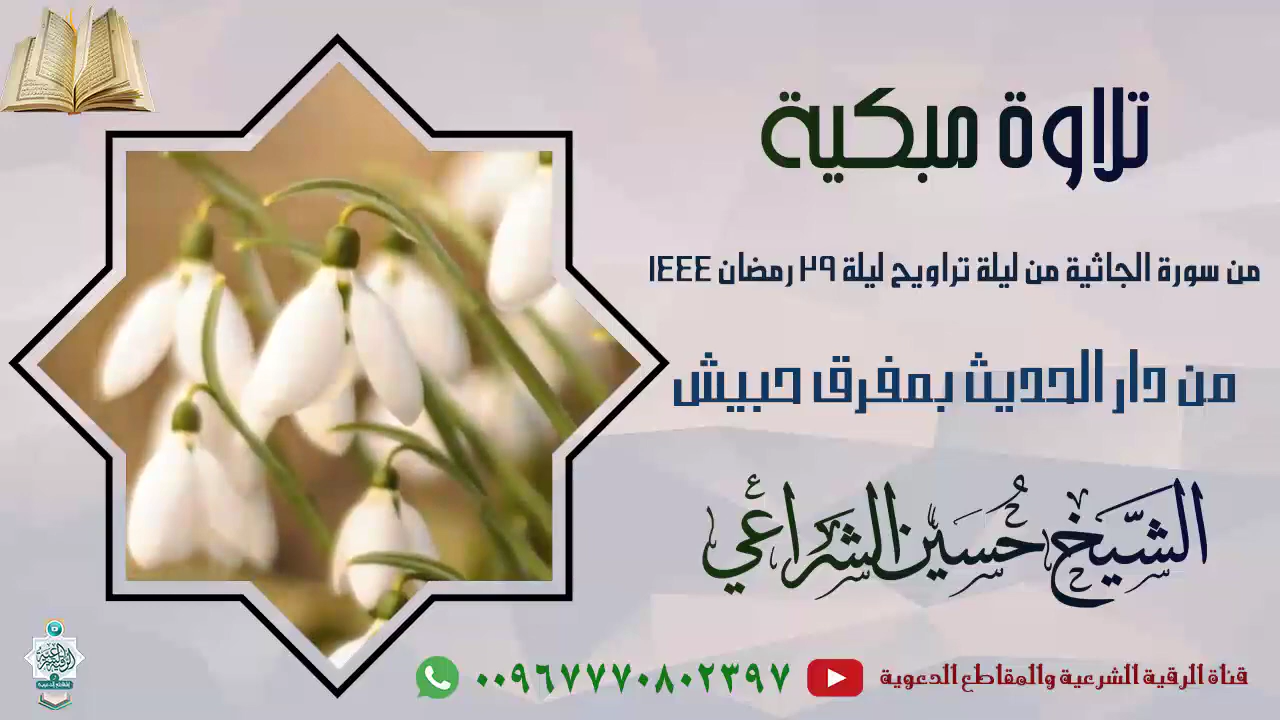 تلاوة مبكية
من سورة الجاثية من ليلة تراويح ليلة ٢٩ رمضان ١٤٤٤
من دار الحديث بمفرق حبيش
الشيخ حسين الشراعي
قناة الرقية الشرعية والمقاطع الدعوية
٠٠٩٦٧٧٧٠٨٠٢٣٩٧